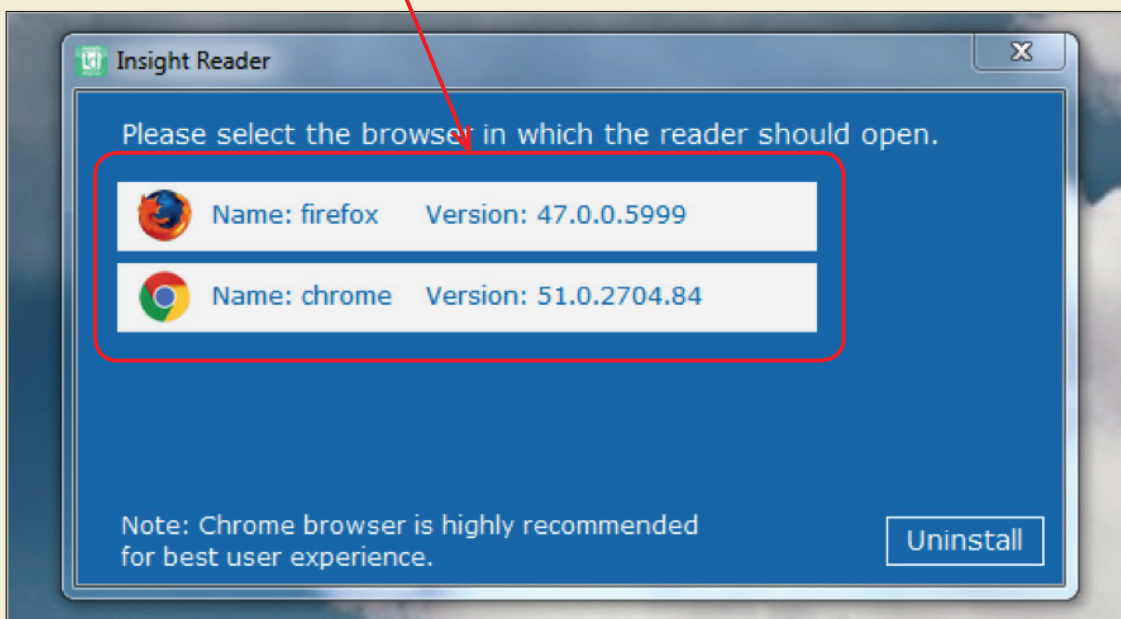 Insight Reader
Please select the browser in which the reader should open.
Name: firefox Version: 47.0.0.5999
Name: chrome Version: 51.0.2704.84
Note: Chrome browser is highly recommended
for best user experience.
Uninstall